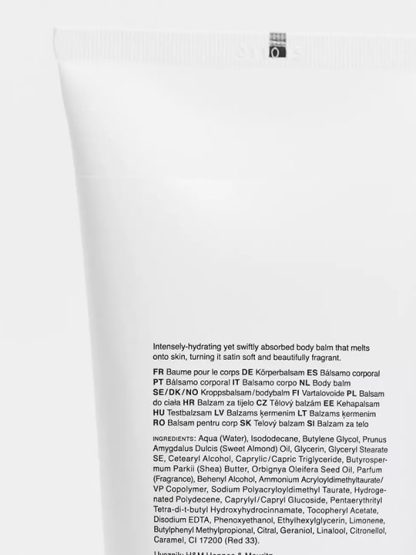 Intensely-hydrating yet swiftly absorbed body balm that melts
onto skin, turning it satin soft and beautifully fragrant.
FR Baume pour le corps DE Körperbalsam ES Bálsamo corporal
PT Bálsamo corporal IT Balsamo corpo NL Body balm
SE/DK/NO Kroppsbalsam/bodybalm FI Vartalovoide PL Balsam
do ciała HR Balzam za tijelo CZ Tělový balzám EE Kehapalsam
HU Testbalzsam LV Balzams ķermenim LT Balzams ķermenim
RO Balsam pentru corp SK Telový balzam SI Balzam za telo
INGREDIENTS: Aqua (Water), Isododecane, Butylene Glycol, Prunus
Amygdalus Dulcis (Sweet Almond) Oil, Glycerin, Glyceryl Stearate
SE, Cetearyl Alcohol, Caprylic/Capric Triglyceride, Butyrosper-
mum Parkii (Shea) Butter, Orbignya Oleifera Seed Oil, Parfum
(Fragrance), Behenyl Alcohol, Ammonium Acryloyldimethyltaurate/
VP Copolymer, Sodium Polyacryloyldimethyl Taurate, Hydroge-
nated Polydecene, Caprylyl/Capryl Glucoside, Pentaerythrityl
Tetra-di-t-butyl Hydroxyhydrocinnamate, Tocopheryl Acetate,
Disodium EDTA, Phenoxyethanol, Ethylhexylglycerin, Limonene,
Butylphenyl Methylpropional, Citral, Geraniol, Linalool, Citronellol,
Caramel, CI 17200 (Red 33).